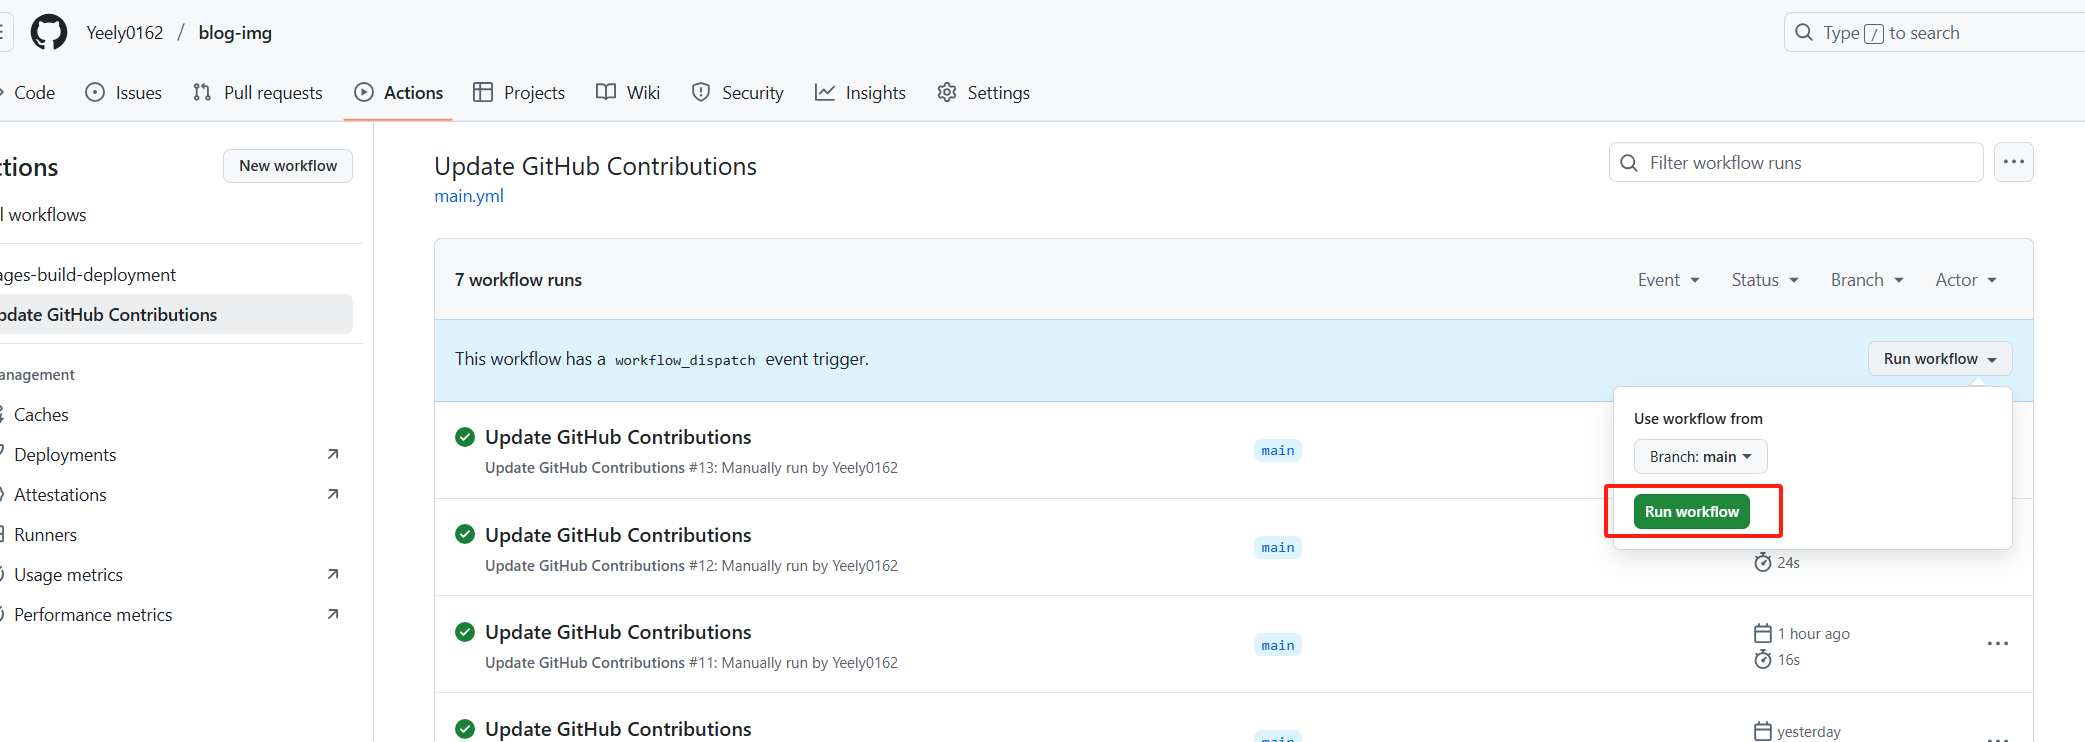 Yeely0162 / blog-img
Type / to search
Code Issues Pull requests Actions Projects Wiki Security Insights Settings
ctions
New workflow
l workflows
ages-build-deployment
pdate GitHub Contributions
anagement
Caches
Deployments
Attestations
Runners
Usage metrics
Performance metrics
Update GitHub Contributions
main.yml
Filter workflow runs
7 workflow runs
Event Status Branch Actor
This workflow has a workflow_dispatch event trigger.
Run workflow
Use workflow from
Branch: main
Run workflow
Update GitHub Contributions
Update GitHub Contributions #13: Manually run by Yeely0162
main
Update GitHub Contributions
Update GitHub Contributions #12: Manually run by Yeely0162
main
24s
Update GitHub Contributions
Update GitHub Contributions #11: Manually run by Yeely0162
main
1 hour ago
16s
Update GitHub Contributions
main
yesterday